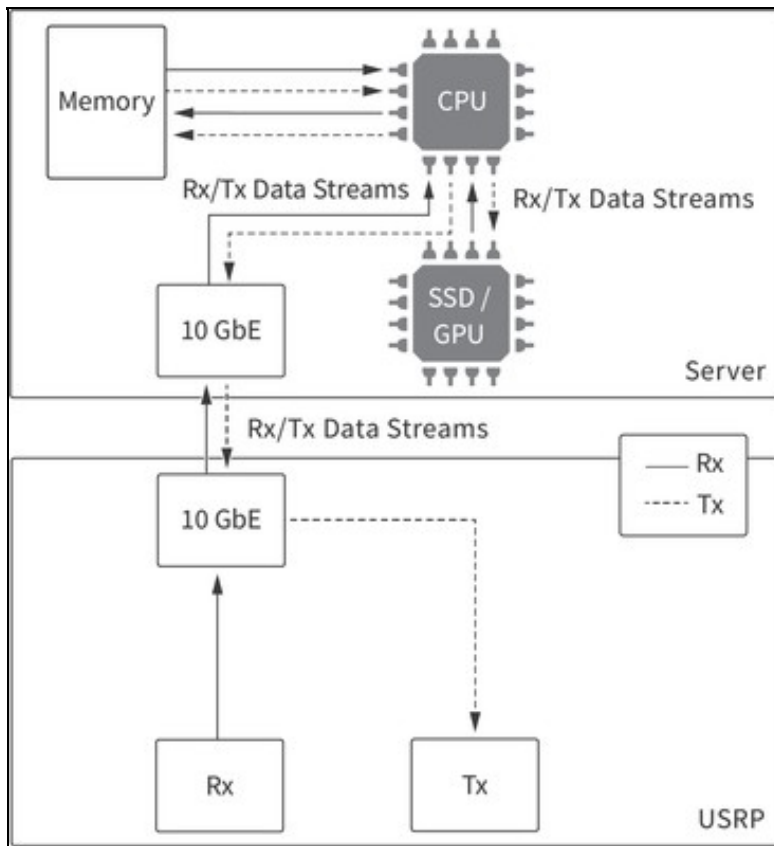 Memory
CPU
Rx/Tx Data Streams
Rx/Tx Data Streams
10 GbE
SSD /
GPU
Server
Rx/Tx Data Streams
Rx
Tx
10 GbE
Rx
Tx
USRP